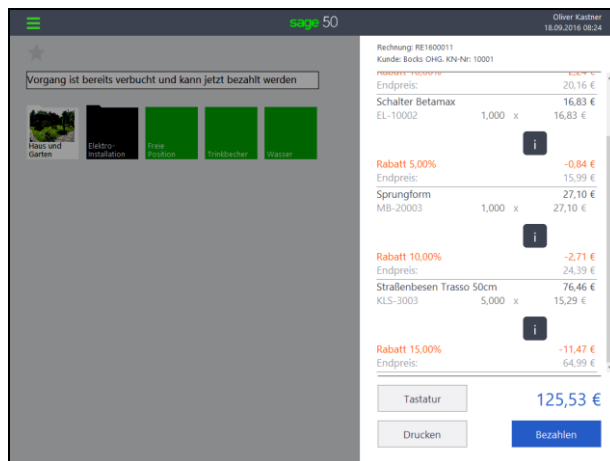 sage 50
Oliver Kastner
18.09.2016 08:24
Vorgang ist bereits verbucht und kann jetzt bezahlt werden
Haus und Garten
Elektro-Installation
Freie Position
Trinkbecher
Wasser
Rechnung: RE1600011
Kunde: Bocks OHG. KN-Nr: 10001
Rabatt 10,00% -2,24 €
Endpreis: 20,16 €
Schalter Betamax 16,83 €
EL-10002 1,000 x 16,83 €
i
Rabatt 5,00% -0,84 €
Endpreis: 15,99 €
Sprungform 27,10 €
MB-20003 1,000 x 27,10 €
i
Rabatt 10,00% -2,71 €
Endpreis: 24,39 €
Straßenbesen Trasso 50cm 76,46 €
KLS-3003 5,000 x 15,29 €
i
Rabatt 15,00% -11,47 €
Endpreis: 64,99 €
Tastatur 125,53 €
Drucken Bezahlen